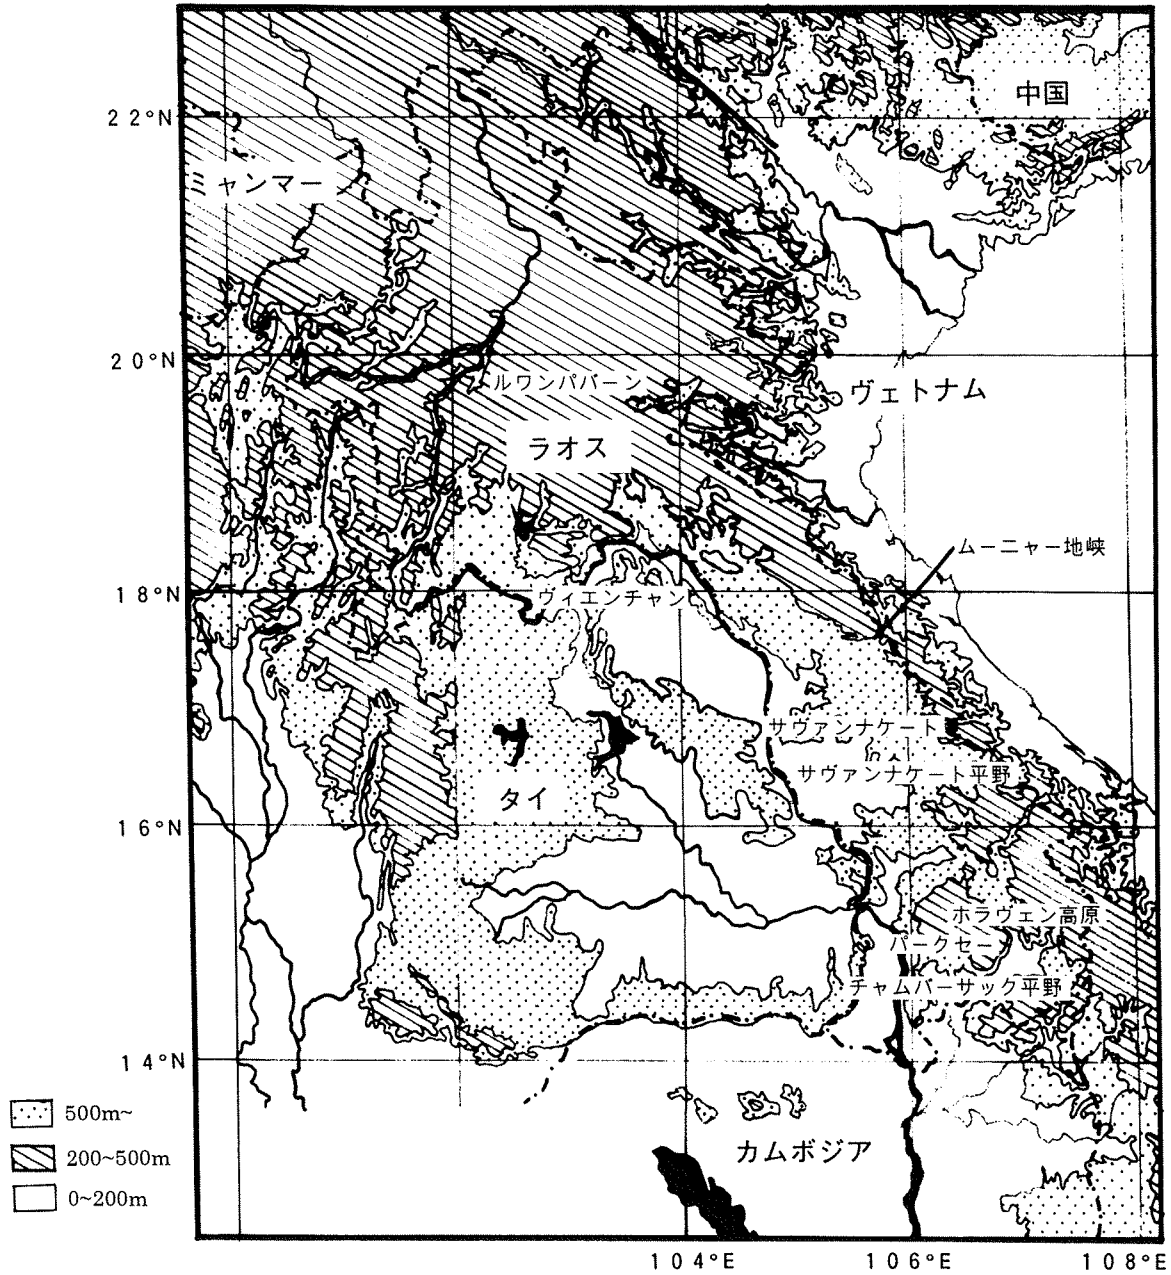 中国
22°N
ミャンマー
20°N
ルワンパバーン
ヴェトナム
ラオス
ムーニャー地峡
18°N
ヴィエンチャン
サヴァンナケート
サヴァンナケート平野
タイ
16°N
ホラヴェン高原
パークセー
チャムパーサック平野
14°N
500m~
200~500m
0~200m
カムボジア
104°E
106°E
108°E